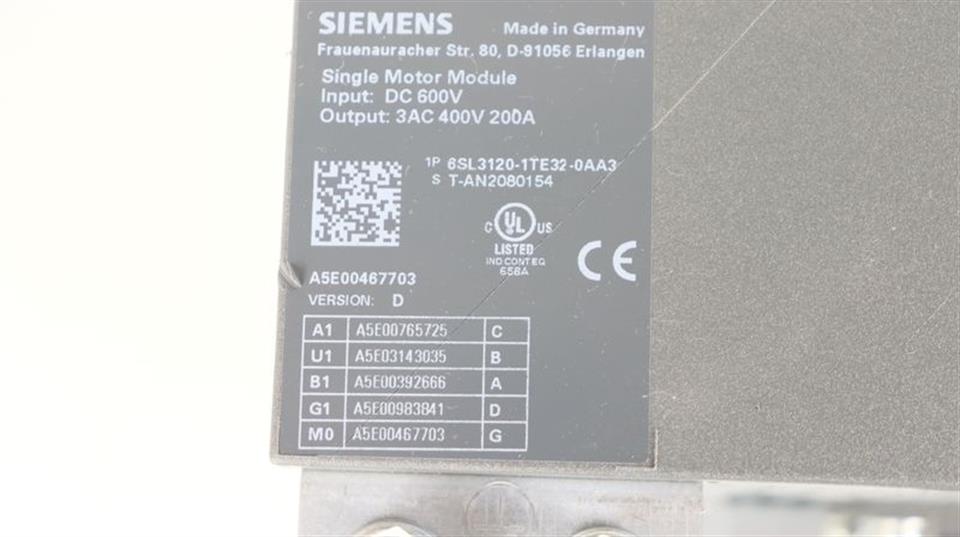 SIEMENS Made in Germany
Frauenauracher Str. 80, D-91056 Erlangen
Single Motor Module
Input: DC 600V
Output: 3AC 400V 200A
1P 6SL3120-1TE32-0AA3
S T-AN2080154
C UL US
LISTED
IND CONT EQ
658A
CE
A5E00467703
VERSION: D
A1 A5E00765725 C
U1 A5E03143035 B
B1 A5E00392666 A
G1 A5E00983841 D
M0 A5E00467703 G